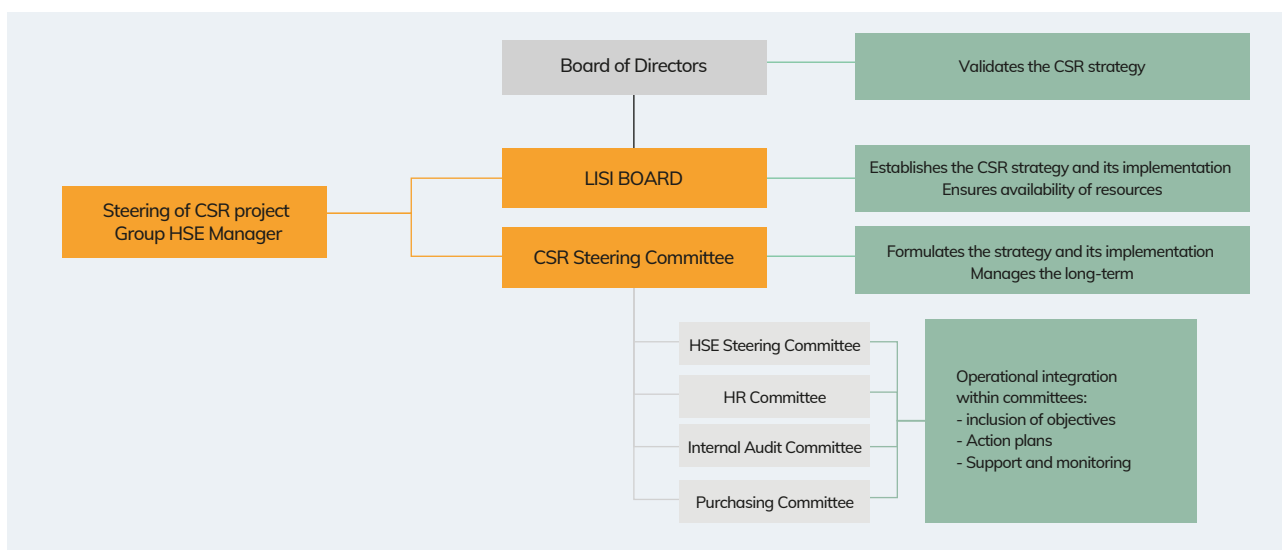 Board of Directors
Validates the CSR strategy
LISI BOARD
Establishes the CSR strategy and its implementation
Ensures availability of resources
Steering of CSR project
Group HSE Manager
CSR Steering Committee
Formulates the strategy and its implementation
Manages the long-term
HSE Steering Committee
HR Committee
Internal Audit Committee
Purchasing Committee
Operational integration
within committees:
- inclusion of objectives
- Action plans
- Support and monitoring